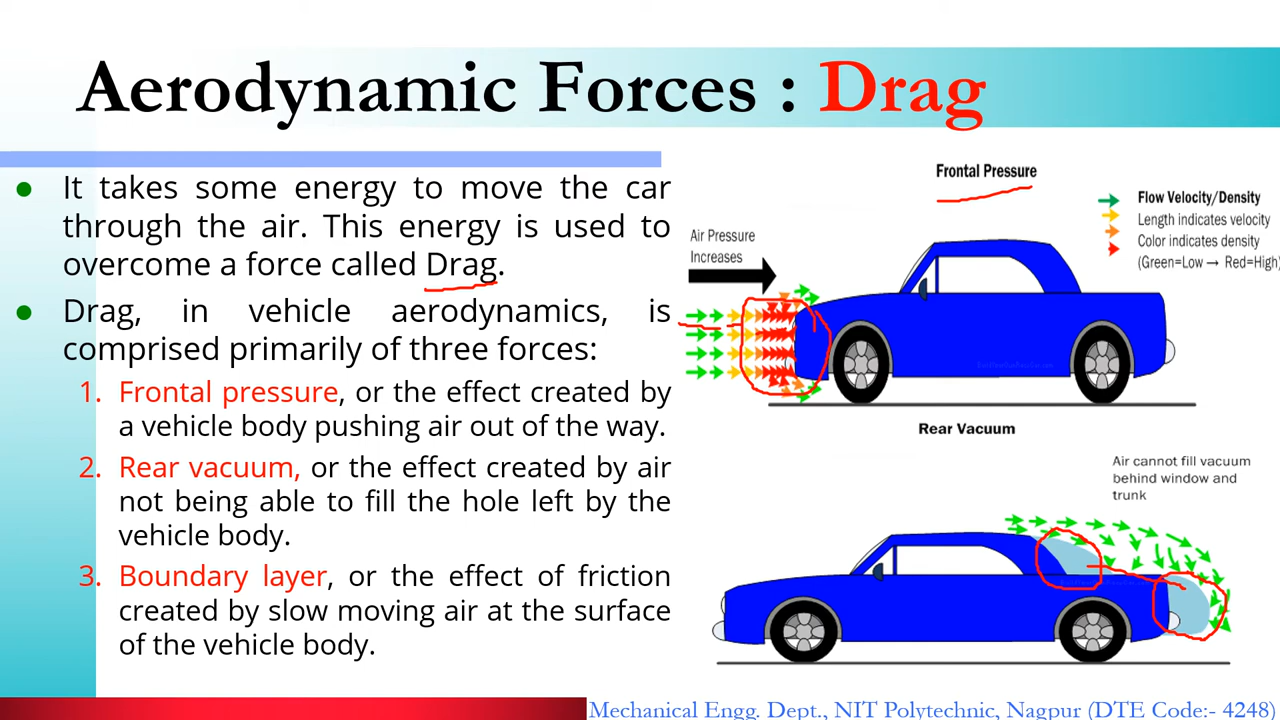 Aerodynamic Forces : Drag
It takes some energy to move the car
through the air. This energy is used to
overcome a force called Drag.
Drag, in vehicle aerodynamics, is
comprised primarily of three forces:
1. Frontal pressure, or the effect created by
a vehicle body pushing air out of the way.
2. Rear vacuum, or the effect created by air
not being able to fill the hole left by the
vehicle body.
3. Boundary layer, or the effect of friction
created by slow moving air at the surface
of the vehicle body.
Frontal Pressure
Air Pressure
Increases
Flow Velocity/Density
Length indicates velocity
Color indicates density
(Green=Low → Red=High)
Rear Vacuum
Air cannot fill vacuum
behind window and
trunk
Mechanical Engg. Dept., NIT Polytechnic, Nagpur (DTE Code:- 4248)